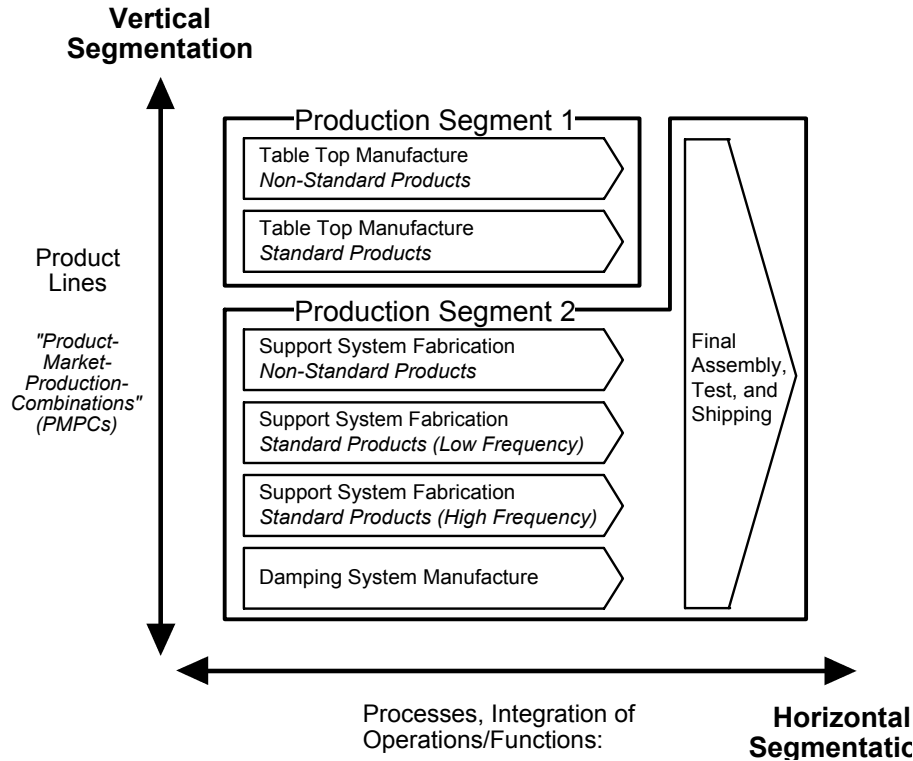 Vertical
Segmentation
Production Segment 1
Table Top Manufacture
Non-Standard Products
Table Top Manufacture
Standard Products
Product
Lines
"Product-
Market-
Production-
Combinations"
(PMPCs)
Production Segment 2
Support System Fabrication
Non-Standard Products
Support System Fabrication
Standard Products (Low Frequency)
Support System Fabrication
Standard Products (High Frequency)
Damping System Manufacture
Final
Assembly,
Test, and
Shipping
Processes, Integration of
Operations/Functions:
Horizontal
Segmentatio